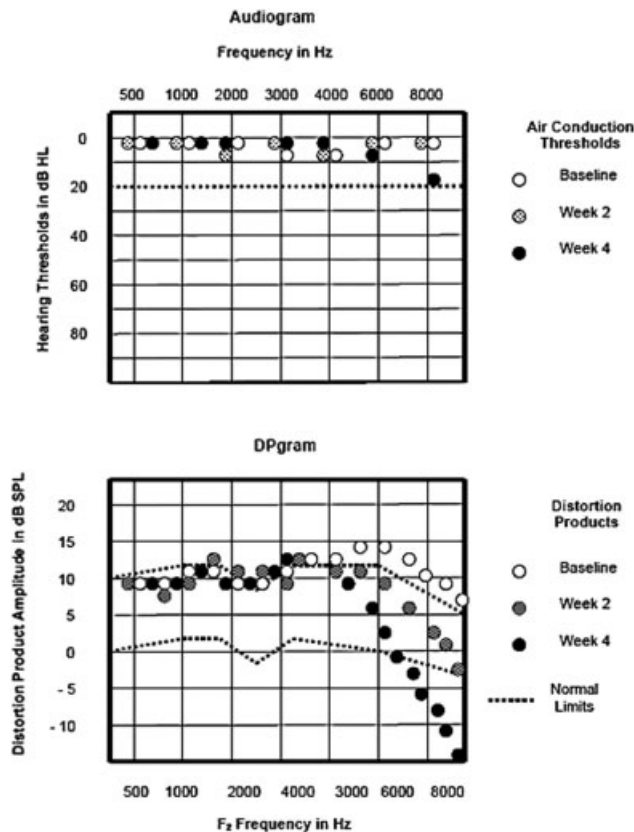 Audiogram
Frequency in Hz
500 1000 2000 3000 4000 6000 8000
Hearing Thresholds in dB HL
0
20
40
60
80
Air Conduction
Thresholds
Baseline
Week 2
Week 4
DPgram
Distortion Product Amplitude in dB SPL
20
15
10
5
0
- 5
- 10
Distortion
Products
Baseline
Week 2
Week 4
Normal
Limits
500 1000 2000 4000 3000 6000 8000
F₂ Frequency in Hz